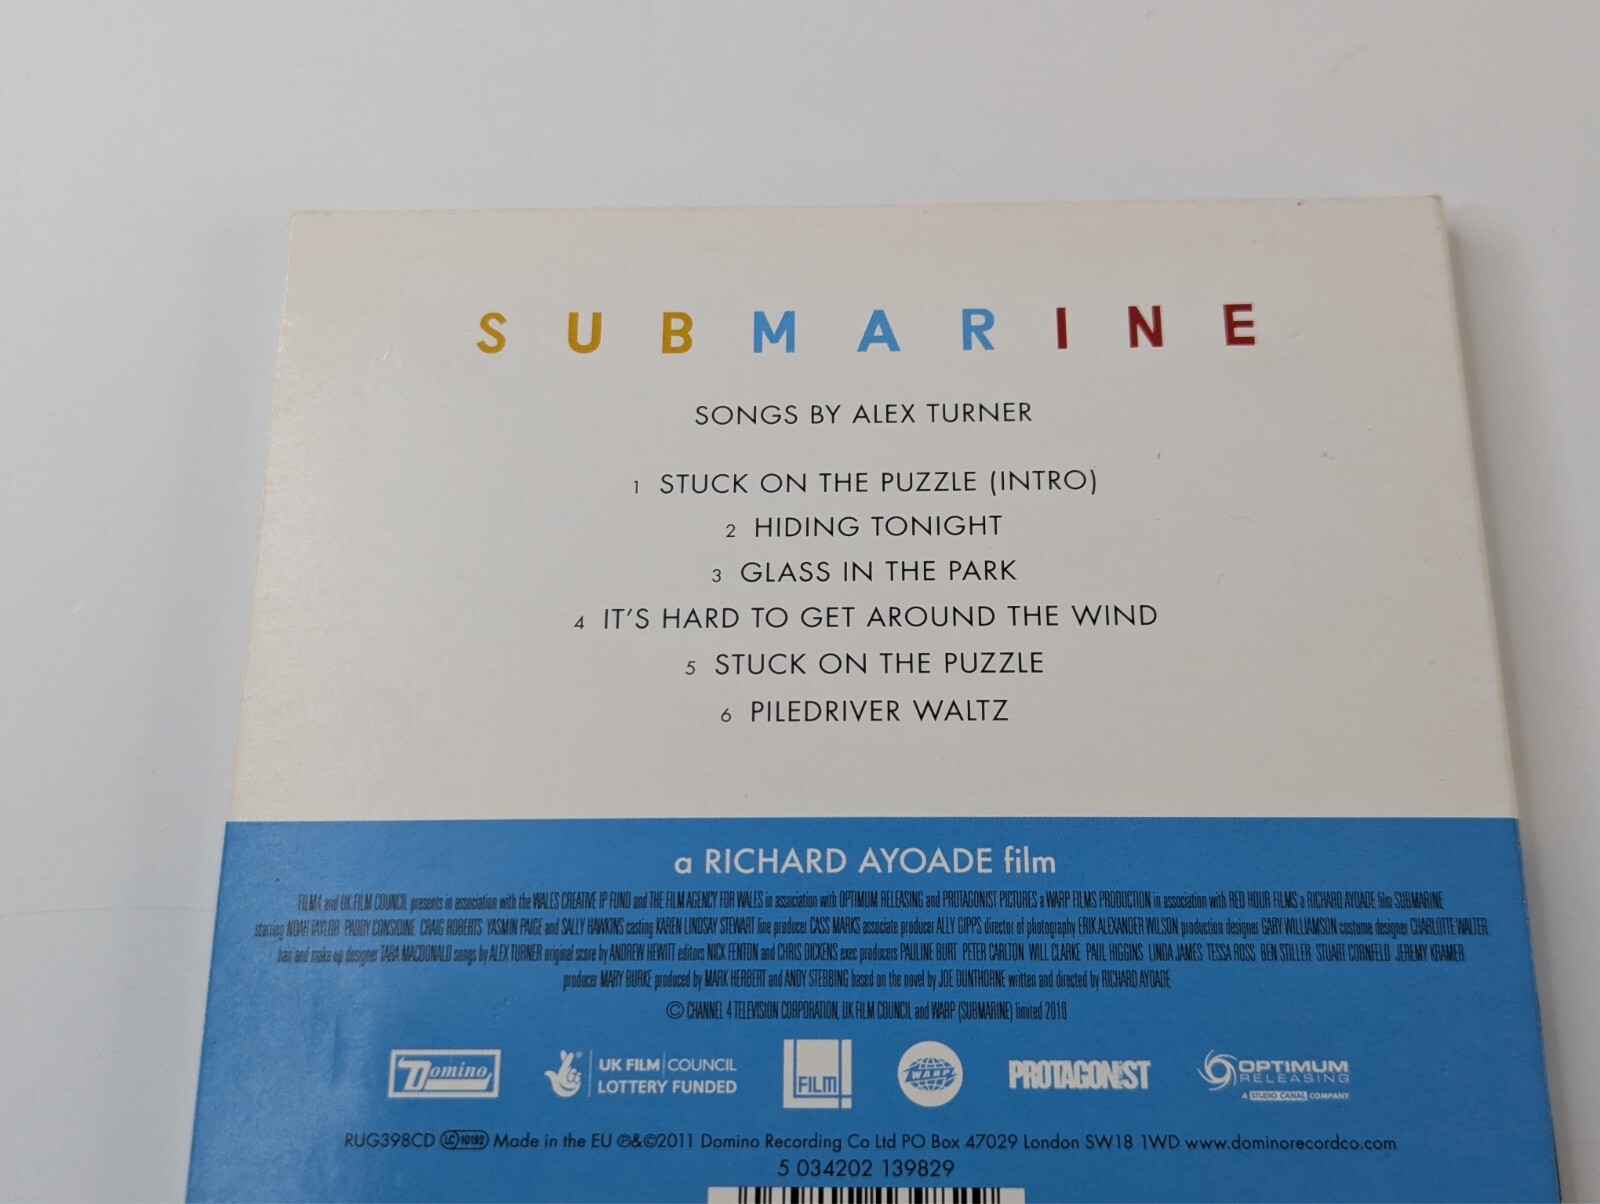 SUBMARINE
SONGS BY ALEX TURNER
1 STUCK ON THE PUZZLE (INTRO)
2 HIDING TONIGHT
3 GLASS IN THE PARK
4 IT'S HARD TO GET AROUND THE WIND
5 STUCK ON THE PUZZLE
6 PILEDRIVER WALTZ
a RICHARD AYOADE film
FILM4 and UK FILM COUNCIL presents in association with the WALES CREATIVE IP FUND and THE FILM AGENCY FOR WALES in association with OPTIMUM RELEASING and PROTAGONIST PICTURES a WARP FILMS PRODUCTION in association with RED HOUR FILMS a RICHARD AYOADE film SUBMARINE
starring NOAH TAYLOR PADDY CONSIDINE CRAIG ROBERTS YASMIN PAIGE and SALLY HAWKINS casting KAREN LINDSAY STEWART line producer CASS MARKS associate producer ALLY GIPPS director of photography ERIK ALEXANDER WILSON production designer GARY WILLIAMSON costume designer CHARLOTTE WALTER
hair and make up designer TARA MACDONALD songs by ALEX TURNER original score by ANDREW HEWITT editors NICK FENTON and CHRIS DICKENS exec producers PAULINE BURT PETER CARLTON WILL CLARKE PAUL HIGGINS LINDA JAMES TESSA ROSS BEN STILLER STUART CORNFELD JEREMY KRAMER
producer MARY BURKE produced by MARK HERBERT and ANDY STEBBING based on the novel by JOE DUNTHORNE written and directed by RICHARD AYOADE
© CHANNEL 4 TELEVISION CORPORATION, UK FILM COUNCIL and WARP (SUBMARINE) limited 2010
Domino
UK FILM COUNCIL
LOTTERY FUNDED
FILM4
WARP
PROTAGONIST
OPTIMUM
RELEASING
A STUDIO CANAL COMPANY
RUG398CD LC 10192 Made in the EU ℗&©2011 Domino Recording Co Ltd PO Box 47029 London SW18 1WD www.dominorecordco.com
5 034202 139829